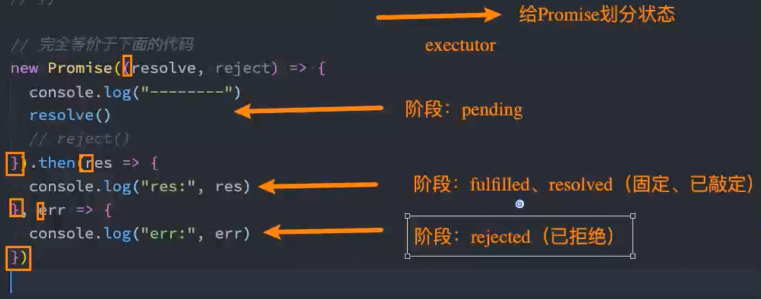 // })
给Promise划分状态
// 完全等价于下面的代码
exectutor
new Promise((resolve, reject) => {
console.log("--------")
resolve()
阶段：pending
// reject()
}).then(res => {
console.log("res:", res)
阶段：fulfilled、resolved（固定、已敲定）
}, err => {
console.log("err:", err)
阶段：rejected（已拒绝）
})